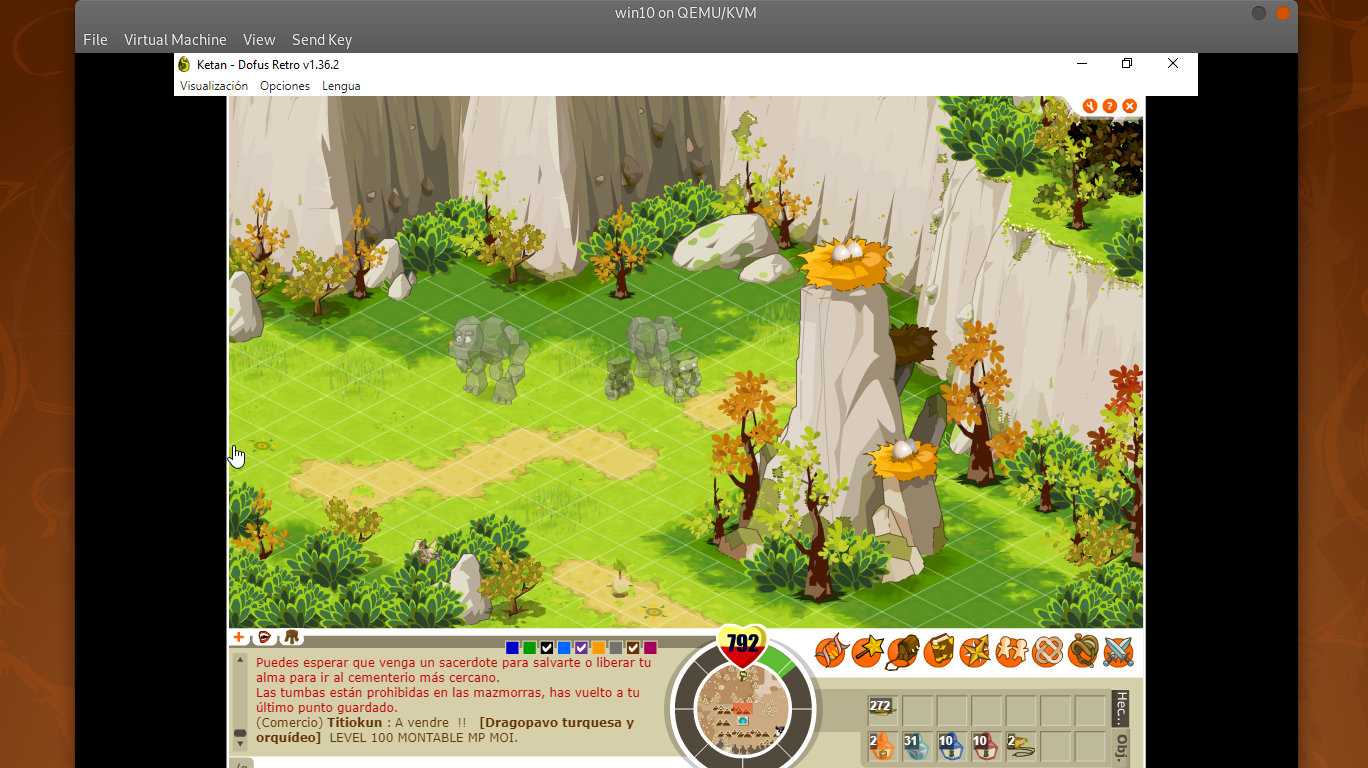 win10 on QEMU/KVM
File Virtual Machine View Send Key
Ketan - Dofus Retro v1.36.2
Visualización Opciones Lengua
792
Puedes esperar que venga un sacerdote para salvarte o liberar tu
alma para ir al cementerio más cercano.
Las tumbas están prohibidas en las mazmorras, has vuelto a tu
último punto guardado.
(Comercio) Titiokun : A vendre !! [Dragopavo turquesa y
orquídeo] LEVEL 100 MONTABLE MP MOI.
272
Hec...
2 31 10 10 2
Obj.